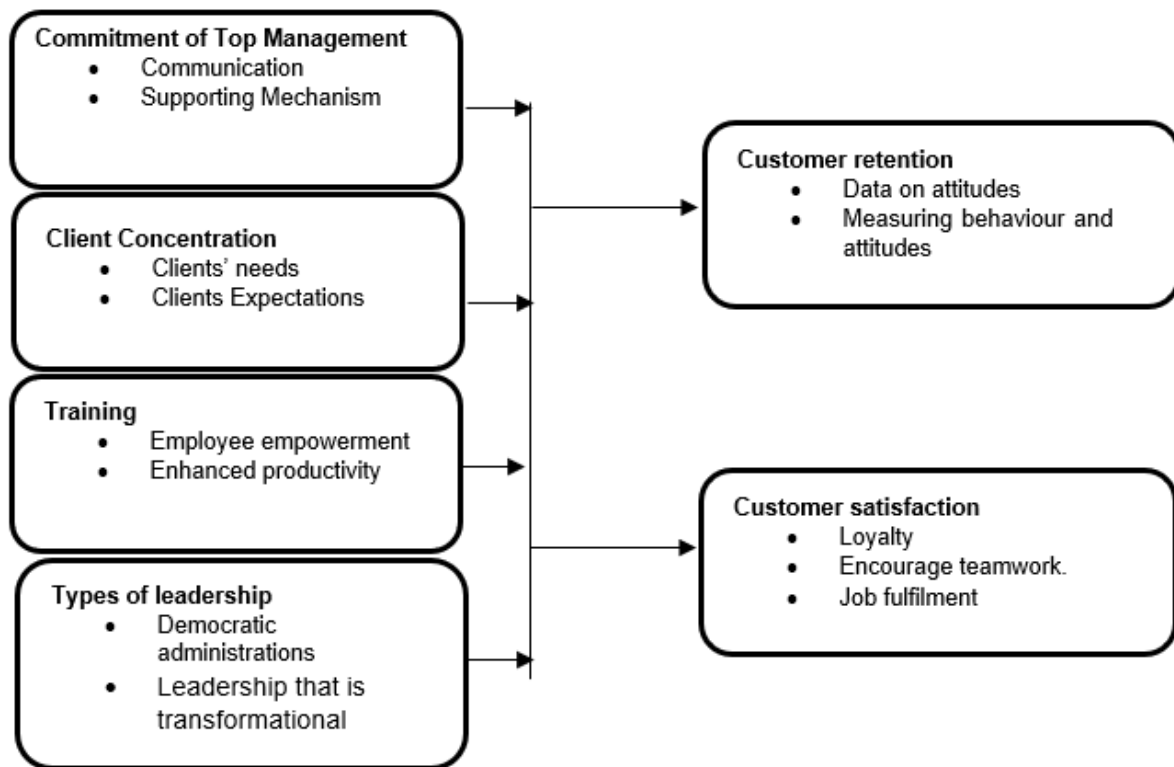 Commitment of Top Management
• Communication
• Supporting Mechanism
Client Concentration
• Clients’ needs
• Clients Expectations
Training
• Employee empowerment
• Enhanced productivity
Types of leadership
• Democratic
administrations
• Leadership that is
transformational
Customer retention
• Data on attitudes
• Measuring behaviour and
attitudes
Customer satisfaction
• Loyalty
• Encourage teamwork.
• Job fulfilment